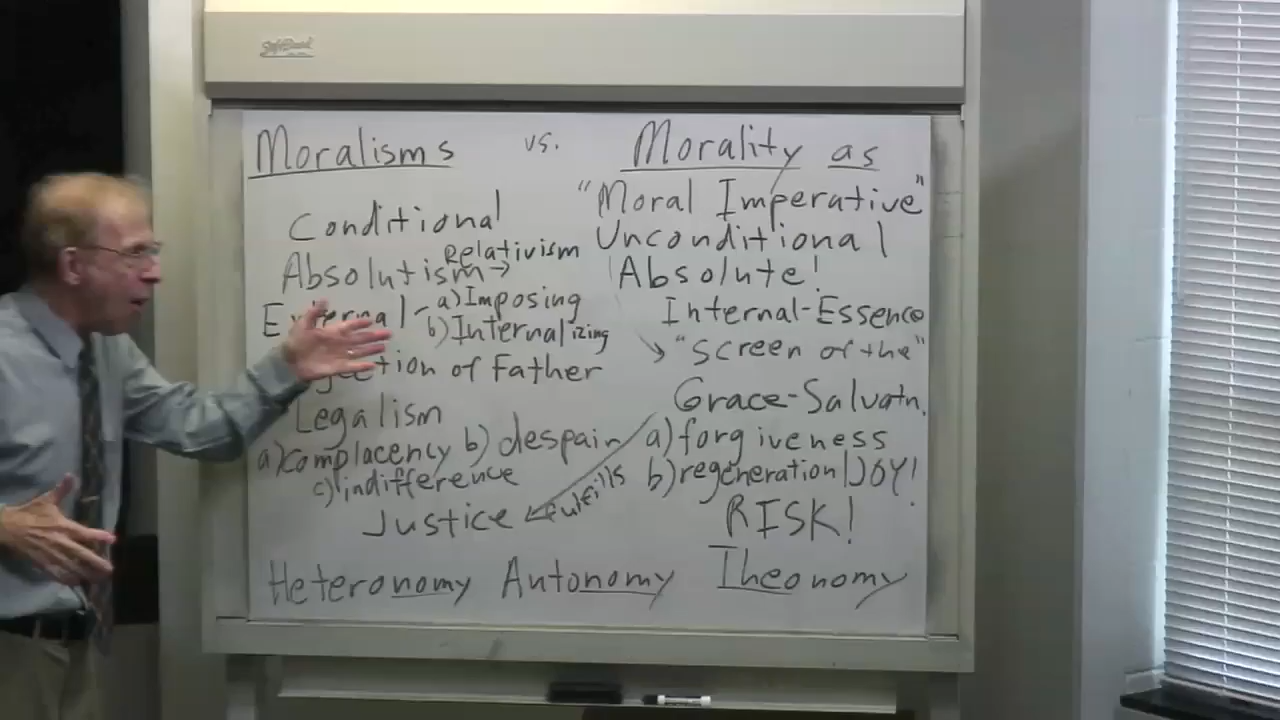 SoftBoard
Moralisms vs. Morality as
"Moral Imperative"
Conditional Unconditional
Relativism
Absolutism → Absolute!
a) Imposing
Internal-Essence
b) Internalizing
"screen of the"
of Father
Grace-Salvatn.
Legalism
a) complacency b) despair a) forgiveness
c) indifference b) regeneration JOY!
Justice fulfills RISK!
Heteronomy Autonomy Theonomy